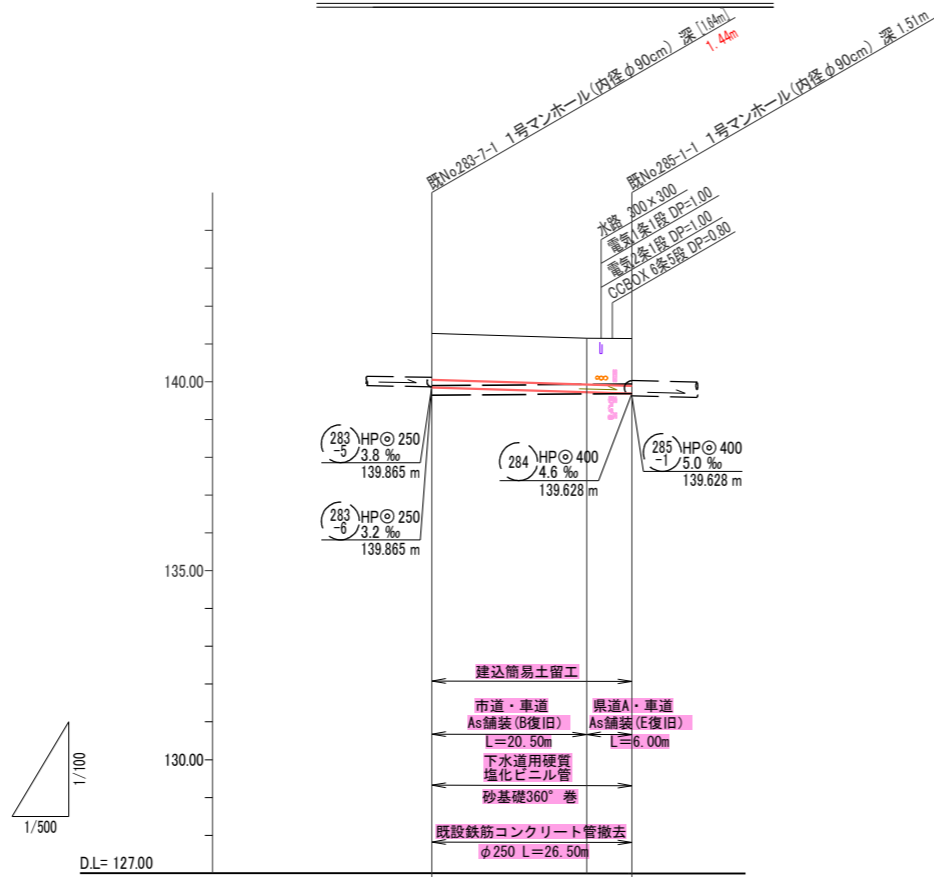 既No.283-7-1 1号マンホール(内径φ90cm) 深 [1.64m]
1.44m
既No.285-1-1 1号マンホール(内径φ90cm) 深 1.51m
水路 300×300
電気1条1段 DP=1.00
電気2条1段 DP=1.00
CCBOX 6条5段 DP=0.80
140.00
283
-5
HP◎ 250
3.8 ‰
139.865 m
284
HP◎ 400
4.6 ‰
139.628 m
285
-1
HP◎ 400
5.0 ‰
139.628 m
283
-6
HP◎ 250
3.2 ‰
139.865 m
135.00
建込簡易土留工
市道・車道
As舗装(B復旧)
L=20.50m
県道A・車道
As舗装(E復旧)
L=6.00m
130.00
下水道用硬質
塩化ビニル管
砂基礎360°巻
1/100
1/500
既設鉄筋コンクリート管撤去
φ250 L=26.50m
D.L= 127.00